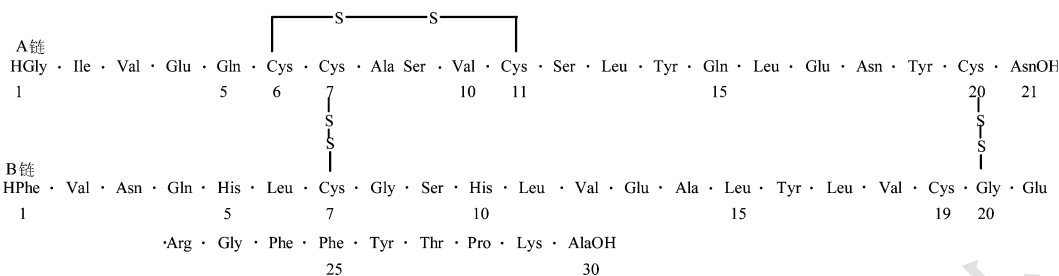 S S
A链
HGly · Ile · Val · Glu · Gln · Cys · Cys · Ala Ser · Val · Cys · Ser · Leu · Tyr · Gln · Leu · Glu · Asn · Tyr · Cys · AsnOH
1 5 6 7 10 11 15 20 21
S S
S S
B链
HPhe · Val · Asn · Gln · His · Leu · Cys · Gly · Ser · His · Leu · Val · Glu · Ala · Leu · Tyr · Leu · Val · Cys · Gly · Glu
1 5 7 10 15 19 20
·Arg · Gly · Phe · Phe · Tyr · Thr · Pro · Lys · AlaOH
25 30